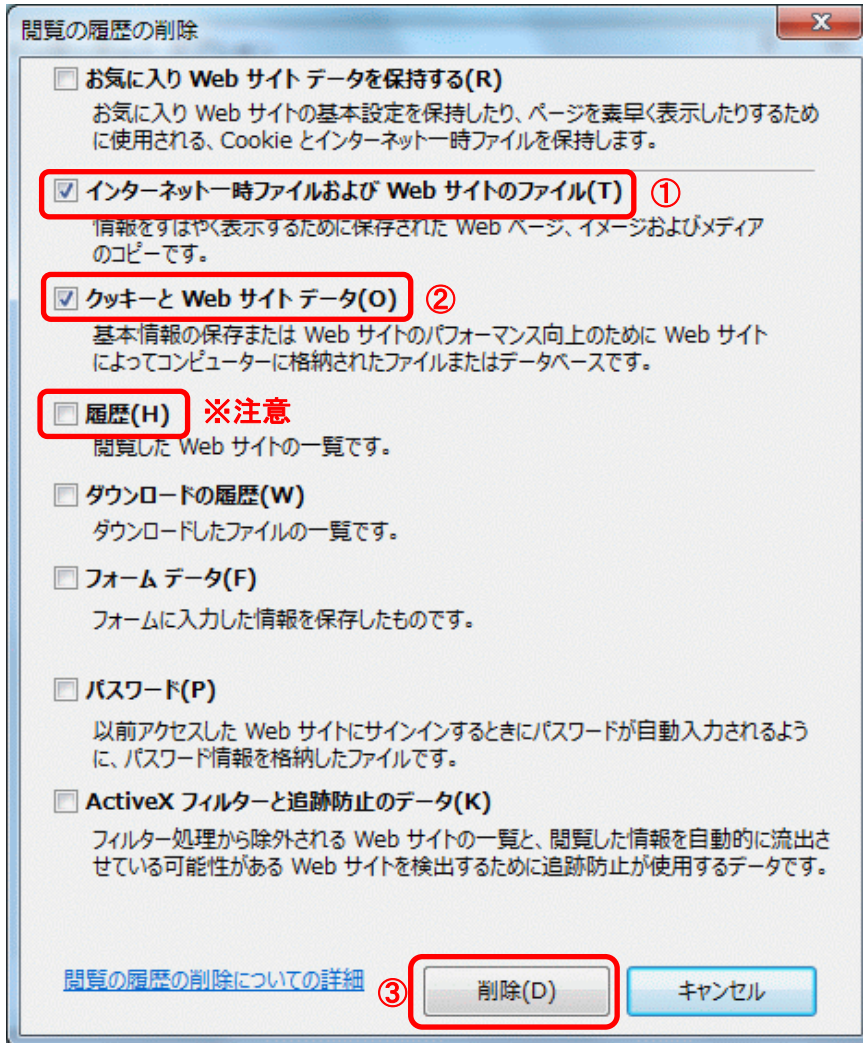 閲覧の履歴の削除
お気に入り Web サイト データを保持する(R)
お気に入り Web サイトの基本設定を保持したり、ページを素早く表示したりするため
に使用される、Cookie とインターネット一時ファイルを保持します。
インターネット一時ファイルおよび Web サイトのファイル(T) ①
情報をすばやく表示するために保存された Web ページ、イメージおよびメディア
のコピーです。
クッキーと Web サイト データ(O) ②
基本情報の保存または Web サイトのパフォーマンス向上のために Web サイト
によってコンピューターに格納されたファイルまたはデータベースです。
履歴(H) ※注意
閲覧した Web サイトの一覧です。
ダウンロードの履歴(W)
ダウンロードしたファイルの一覧です。
フォーム データ(F)
フォームに入力した情報を保存したものです。
パスワード(P)
以前アクセスした Web サイトにサインインするときにパスワードが自動入力されるよう
に、パスワード情報を格納したファイルです。
ActiveX フィルターと追跡防止のデータ(K)
フィルター処理から除外される Web サイトの一覧と、閲覧した情報を自動的に流出さ
せている可能性がある Web サイトを検出するために追跡防止が使用するデータです。
閲覧の履歴の削除についての詳細 ③ 削除(D) キャンセル